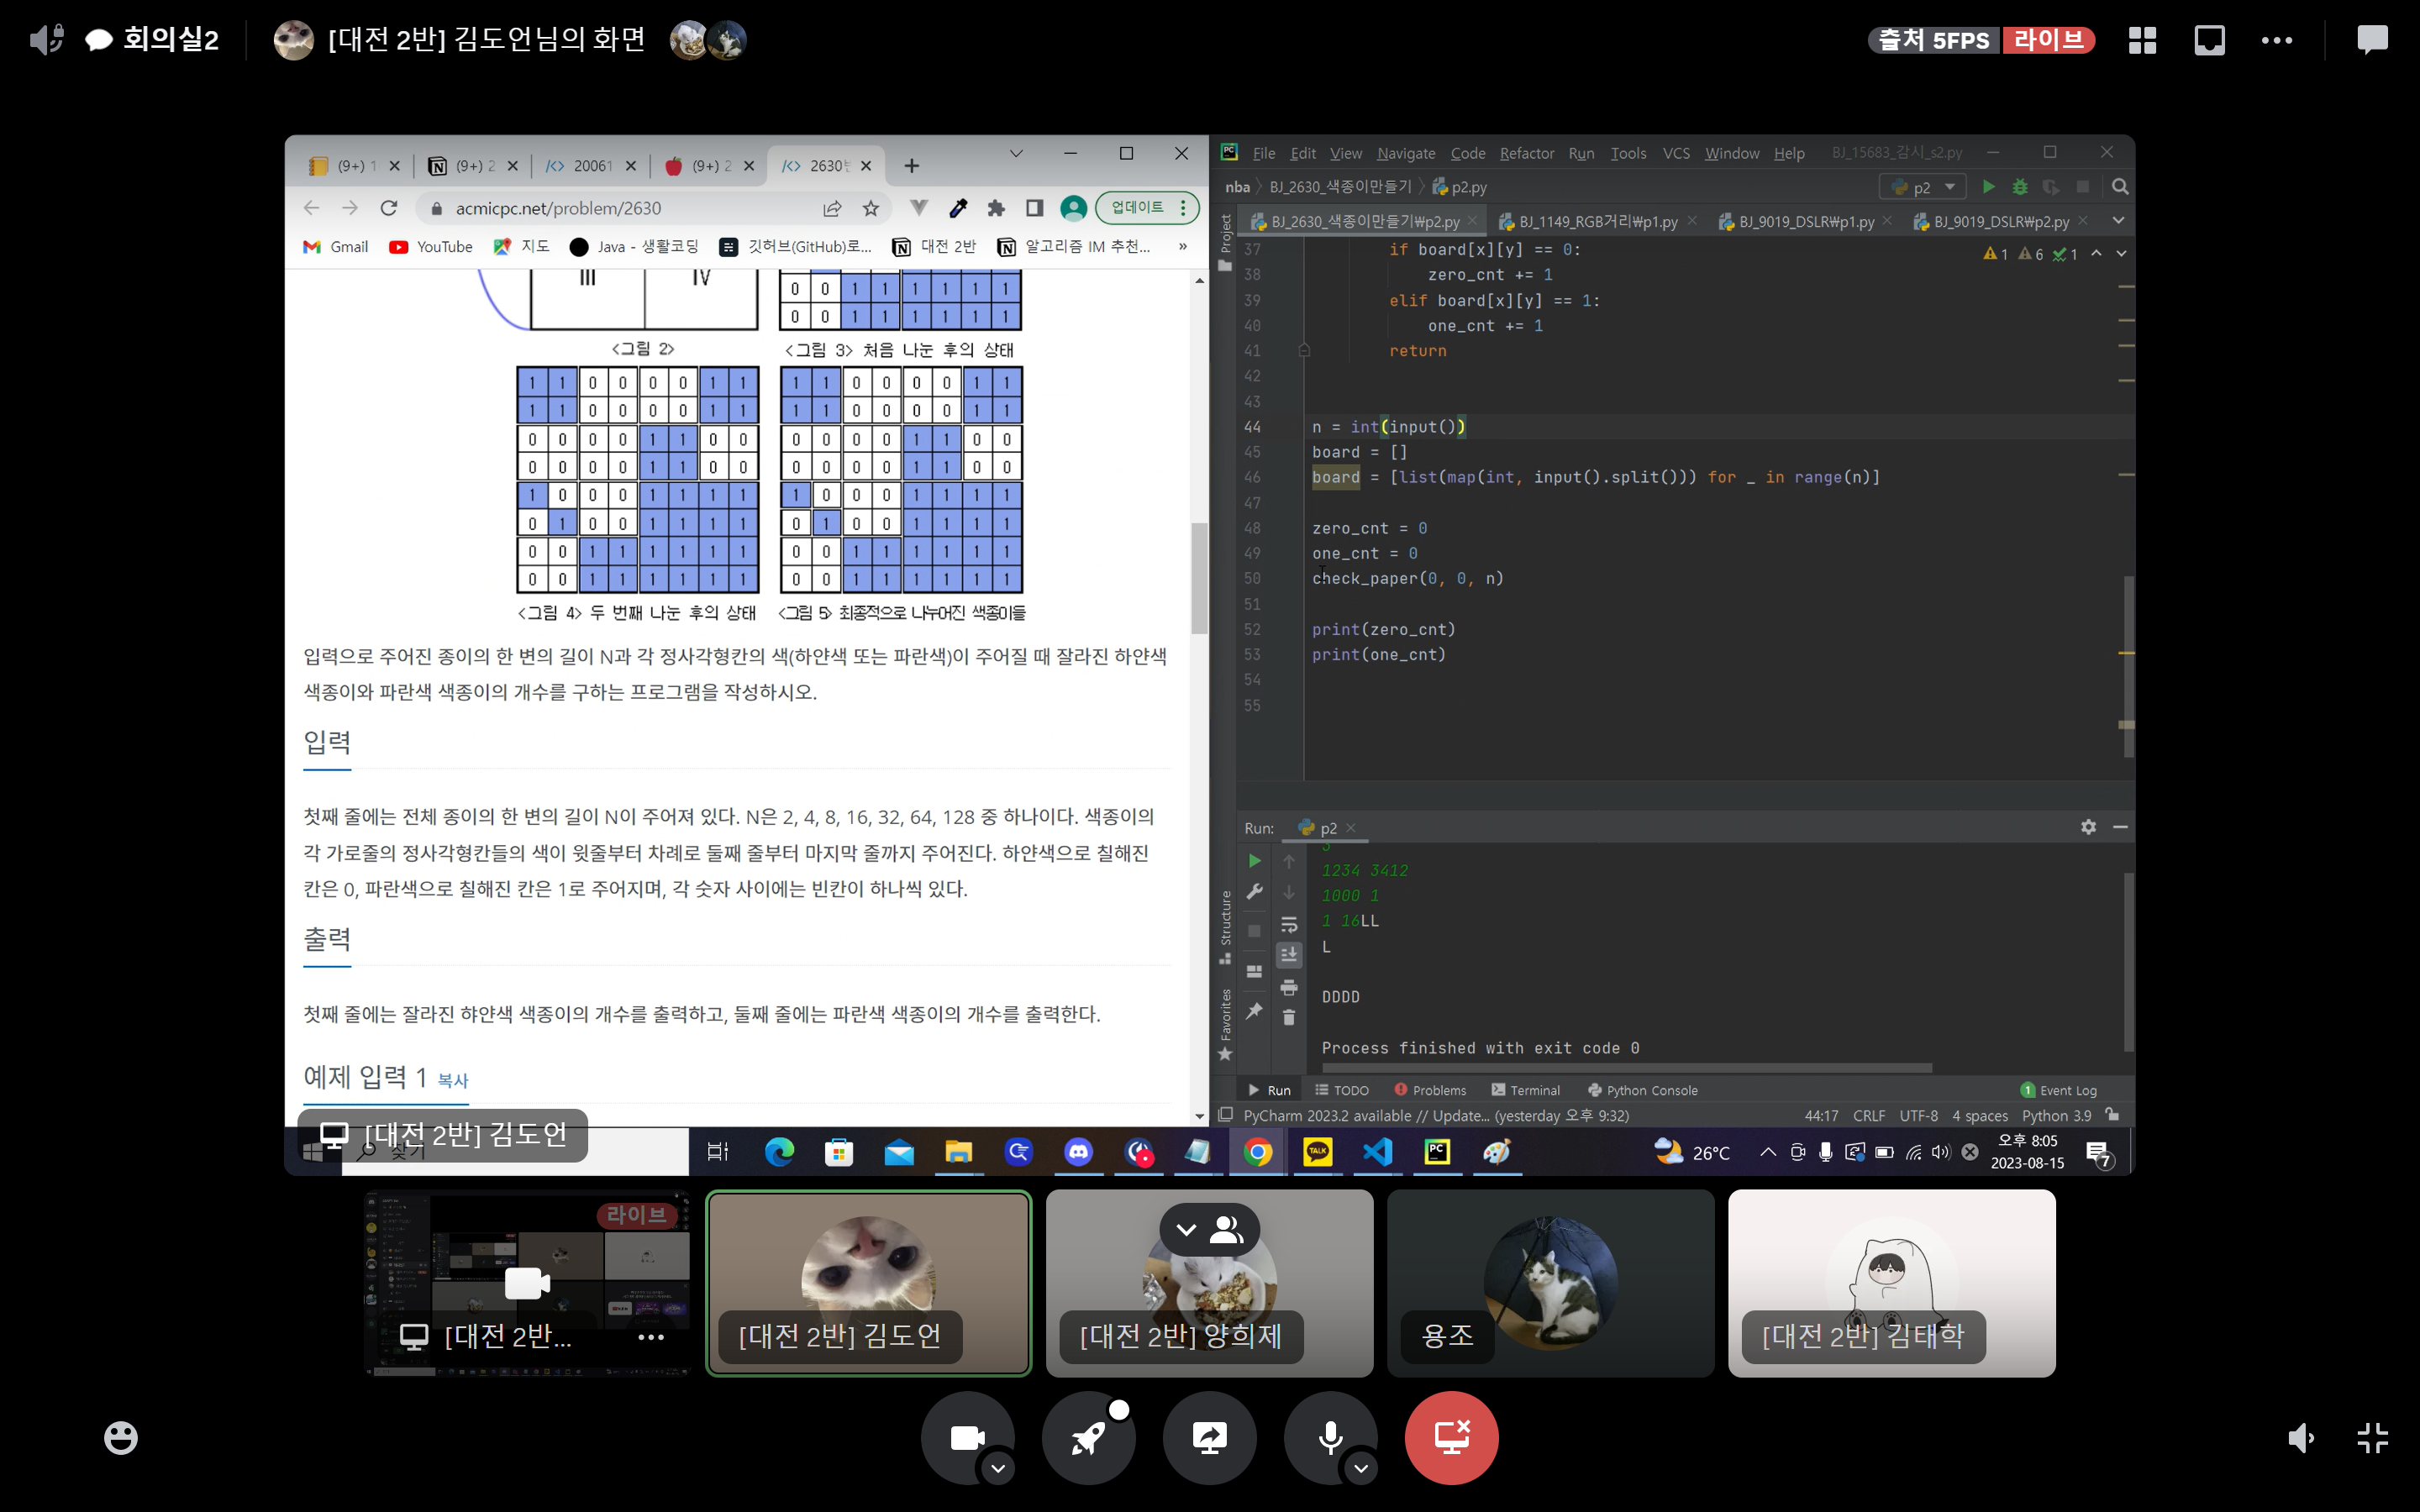 회의실2
[대전 2반] 김도언님의 화면
출처 5FPS 라이브
(9+) 1
(9+) 2
20061
(9+) 2
2630번
acmicpc.net/problem/2630
업데이트
Gmail YouTube 지도 Java - 생활코딩 깃허브(GitHub)로... 대전 2반 알고리즘 IM 추천... »
III IV
0 0 1 1 1 1 1 1
0 0 1 1 1 1 1 1
<그림 2>
<그림 3> 처음 나눈 후의 상태
1 1 0 0 0 0 1 1
1 1 0 0 0 0 1 1
0 0 0 0 1 1 0 0
0 0 0 0 1 1 0 0
1 0 0 0 1 1 1 1
0 1 0 0 1 1 1 1
0 0 1 1 1 1 1 1
0 0 1 1 1 1 1 1
<그림 4> 두 번째 나눈 후의 상태
1 1 0 0 0 0 1 1
1 1 0 0 0 0 1 1
0 0 0 0 1 1 0 0
0 0 0 0 1 1 0 0
1 0 0 0 1 1 1 1
0 1 0 0 1 1 1 1
0 0 1 1 1 1 1 1
0 0 1 1 1 1 1 1
<그림 5> 최종적으로 나누어진 색종이들
입력으로 주어진 종이의 한 변의 길이 N과 각 정사각형칸의 색(하얀색 또는 파란색)이 주어질 때 잘라진 하얀색
색종이와 파란색 색종이의 개수를 구하는 프로그램을 작성하시오.
입력
첫째 줄에는 전체 종이의 한 변의 길이 N이 주어져 있다. N은 2, 4, 8, 16, 32, 64, 128 중 하나이다. 색종이의
각 가로줄의 정사각형칸들의 색이 윗줄부터 차례로 둘째 줄부터 마지막 줄까지 주어진다. 하얀색으로 칠해진
칸은 0, 파란색으로 칠해진 칸은 1로 주어지며, 각 숫자 사이에는 빈칸이 하나씩 있다.
출력
첫째 줄에는 잘라진 햐얀색 색종이의 개수를 출력하고, 둘째 줄에는 파란색 색종이의 개수를 출력한다.
예제 입력 1 복사
File Edit View Navigate Code Refactor Run Tools VCS Window Help BJ_15683_감시_s2.py
nba BJ_2630_색종이만들기 p2.py
p2
BJ_2630_색종이만들기₩p2.py BJ_1149_RGB거리₩p1.py BJ_9019_DSLR₩p1.py BJ_9019_DSLR₩p2.py
Project
1 6 1
37 if board[x][y] == 0:
38 zero_cnt += 1
39 elif board[x][y] == 1:
40 one_cnt += 1
41 return
42
43
44 n = int(input())
45 board = []
46 board = [list(map(int, input().split())) for _ in range(n)]
47
48 zero_cnt = 0
49 one_cnt = 0
50 check_paper(0, 0, n)
51
52 print(zero_cnt)
53 print(one_cnt)
54
55
Run: p2
Structure
Favorites
3
1234 3412
1000 1
1 16LL
L
DDDD
Process finished with exit code 0
Run TODO Problems Terminal Python Console 1 Event Log
PyCharm 2023.2 available // Update... (yesterday 오후 9:32) 44:17 CRLF UTF-8 4 spaces Python 3.9
[대전 2반] 김도언
찾기
TALK
PC
26°C
오후 8:05
2023-08-15
7
라이브
[대전 2반...
[대전 2반] 김도언
[대전 2반] 양희제
용조
[대전 2반] 김태학